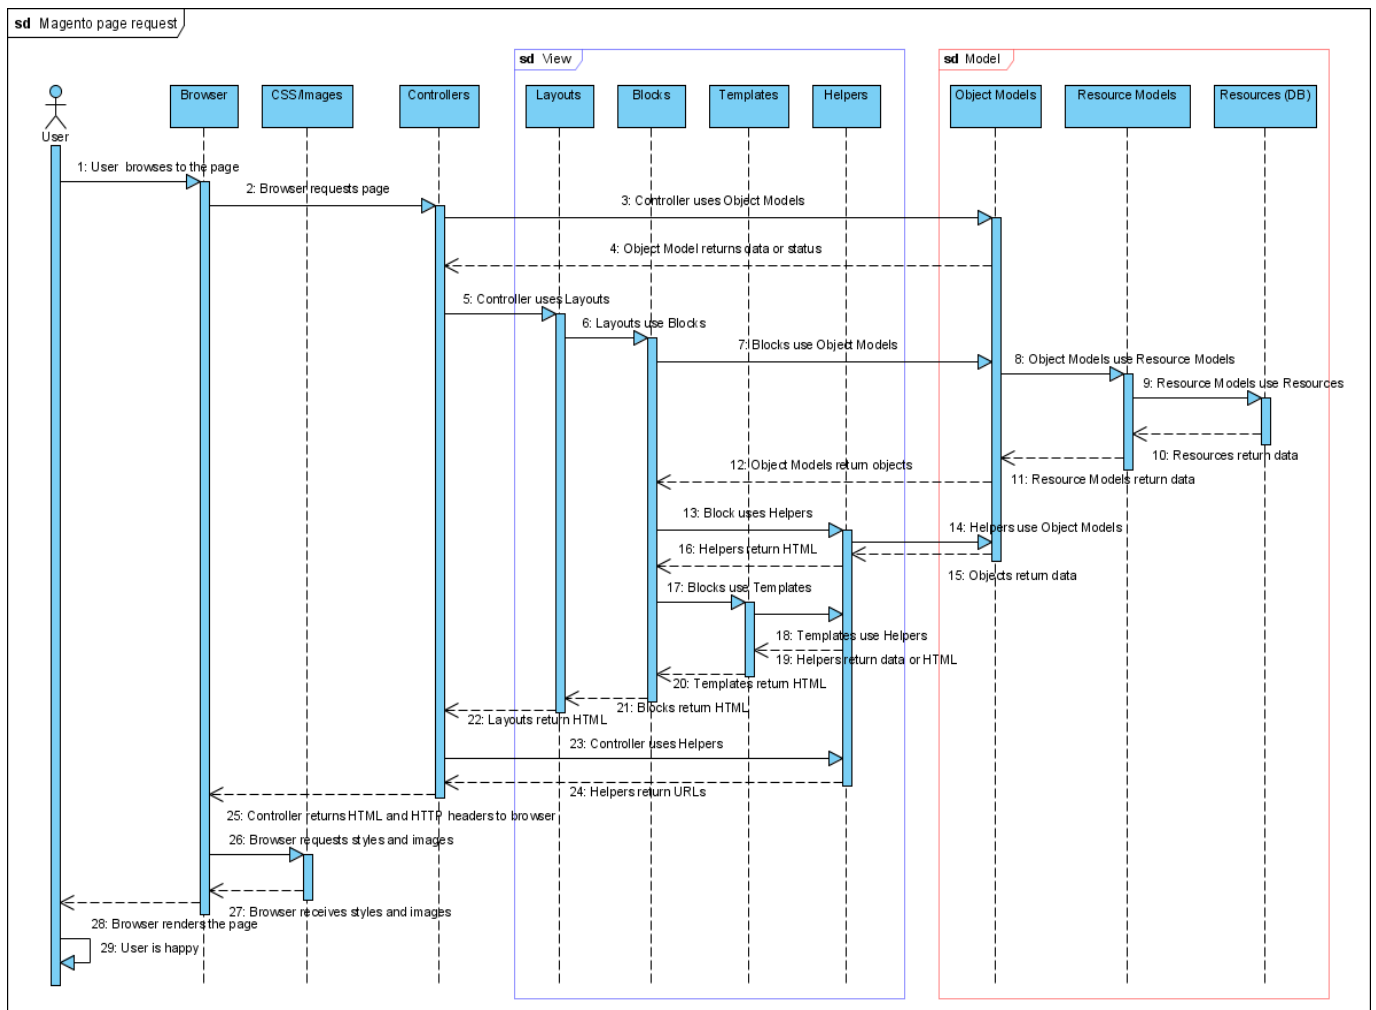 sd Magento page request
sd View
sd Model
User
Browser
CSS/Images
Controllers
Layouts
Blocks
Templates
Helpers
Object Models
Resource Models
Resources (DB)
1: User browses to the page
2: Browser requests page
3: Controller uses Object Models
4: Object Model returns data or status
5: Controller uses Layouts
6: Layouts use Blocks
7: Blocks use Object Models
8: Object Models use Resource Models
9: Resource Models use Resources
10: Resources return data
11: Resource Models return data
12: Object Models return objects
13: Block uses Helpers
14: Helpers use Object Models
15: Objects return data
16: Helpers return HTML
17: Blocks use Templates
18: Templates use Helpers
19: Helpers return data or HTML
20: Templates return HTML
21: Blocks return HTML
22: Layouts return HTML
23: Controller uses Helpers
24: Helpers return URLs
25: Controller returns HTML and HTTP headers to browser
26: Browser requests styles and images
27: Browser receives styles and images
28: Browser renders the page
29: User is happy